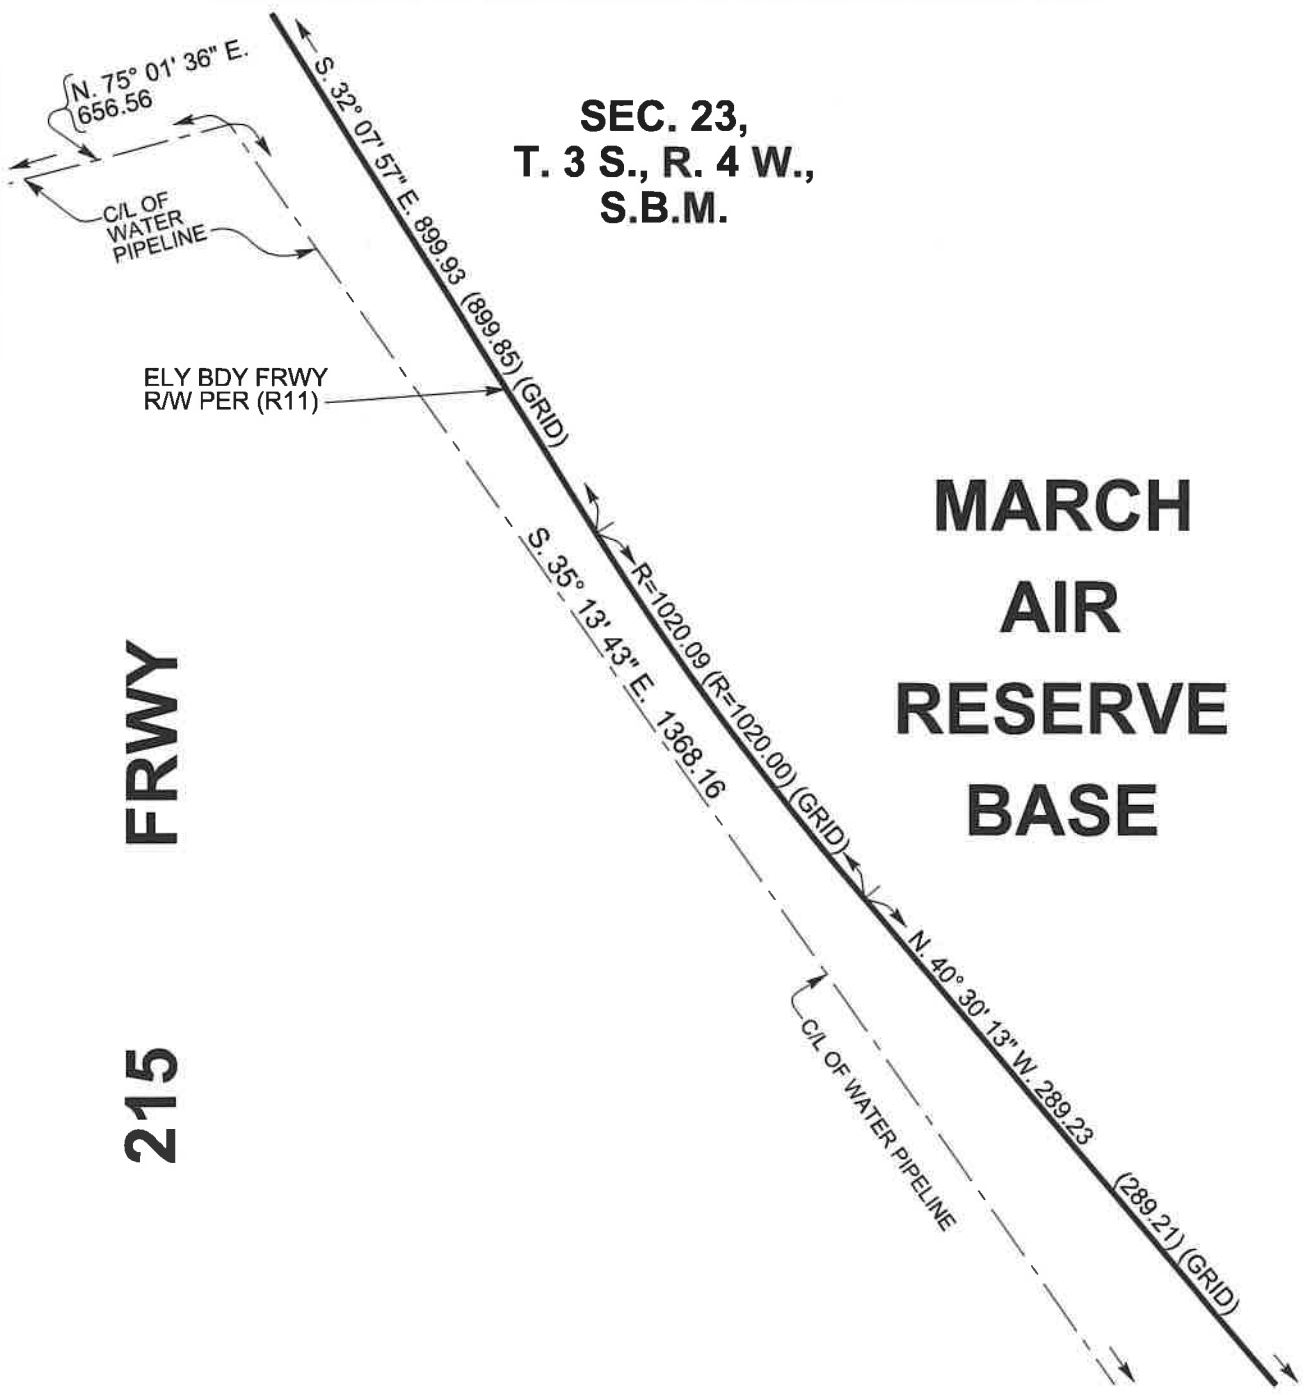 N. 75° 01' 36" E.
656.56
S. 32° 07' 57" E. 899.93 (899.85) (GRID)
SEC. 23,
T. 3 S., R. 4 W.,
S.B.M.
C/L OF
WATER
PIPELINE
ELY BDY FRWY
R/W PER (R11)
MARCH
AIR
RESERVE
BASE
S. 35° 13' 43" E. 1368.16
R=1020.09 (R=1020.00) (GRID)
215 FRWY
N. 40° 30' 13" W. 289.23 (289.21) (GRID)
C/L OF WATER PIPELINE